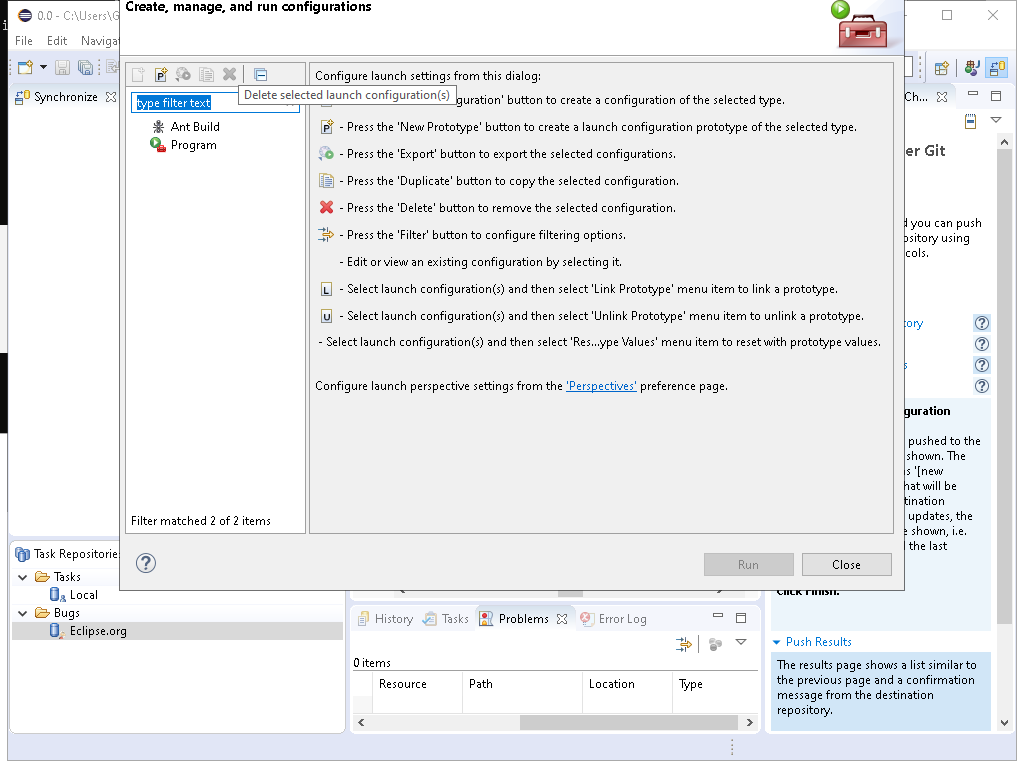 Create, manage, and run configurations
0.0 - C:\Users\G
File Edit Naviga
Synchronize
Configure launch settings from this dialog:
Delete selected launch configuration(s)
type filter text
guration' button to create a configuration of the selected type.
Ch...
Ant Build
- Press the 'New Prototype' button to create a launch configuration prototype of the selected type.
Program
- Press the 'Export' button to export the selected configurations.
er Git
- Press the 'Duplicate' button to copy the selected configuration.
- Press the 'Delete' button to remove the selected configuration.
- Press the 'Filter' button to configure filtering options.
- Edit or view an existing configuration by selecting it.
L - Select launch configuration(s) and then select 'Link Prototype' menu item to link a prototype.
U - Select launch configuration(s) and then select 'Unlink Prototype' menu item to unlink a prototype.
- Select launch configuration(s) and then select 'Res...ype Values' menu item to reset with prototype values.
Configure launch perspective settings from the 'Perspectives' preference page.
d you can push
pository using
cols.
ory
s
guration
pushed to the
shown. The
s '[new
hat will be
tination
updates, the
e shown, i.e.
the last
Click Finish.
Filter matched 2 of 2 items
Run
Close
Task Repositorie
Tasks
Local
Bugs
Eclipse.org
History
Tasks
Problems
Error Log
0 items
Resource
Path
Location
Type
Push Results
The results page shows a list similar to
the previous page and a confirmation
message from the destination
repository.